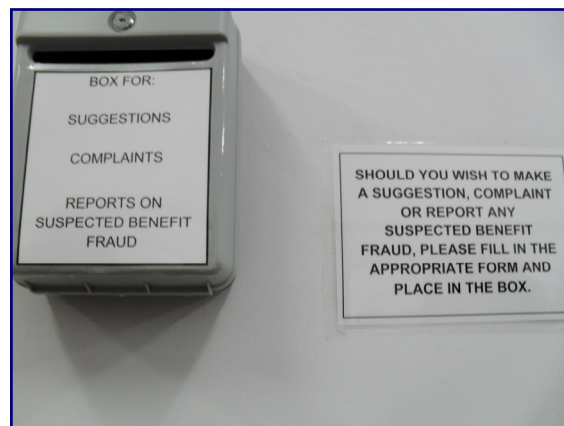 BOX FOR:
SUGGESTIONS
COMPLAINTS
REPORTS ON
SUSPECTED BENEFIT
FRAUD
SHOULD YOU WISH TO MAKE
A SUGGESTION, COMPLAINT
OR REPORT ANY
SUSPECTED BENEFIT
FRAUD, PLEASE FILL IN THE
APPROPRIATE FORM AND
PLACE IN THE BOX.